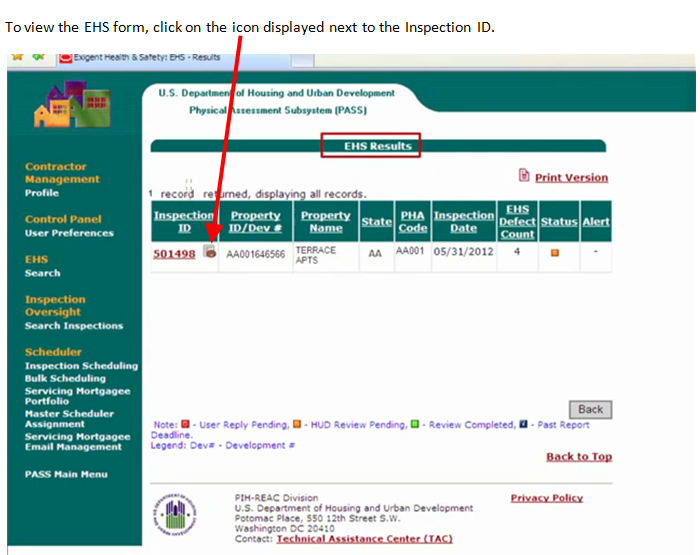 To view the EHS form, click on the icon displayed next to the Inspection ID.
Exigent Health & Safety: EHS - Results
U.S. Department of Housing and Urban Development
Physical Assessment Subsystem (PASS)
EHS Results
Print Version
1 record returned, displaying all records.
Inspection ID Property ID/Dev # Property Name State PHA Code Inspection Date EHS Defect Count Status Alert
501498 AA001646566 TERRACE APTS AA AA001 05/31/2012 4 -
Contractor
Management
Profile
Control Panel
User Preferences
EHS
Search
Inspection
Oversight
Search Inspections
Scheduler
Inspection Scheduling
Bulk Scheduling
Servicing Mortgagee
Portfolio
Master Scheduler
Assignment
Servicing Mortgagee
Email Management
PASS Main Menu
Back
Note: - User Reply Pending, - HUD Review Pending, - Review Completed, - Past Report
Deadline.
Legend: Dev# - Development #
Back to Top
PIH-REAC Division
U.S. Department of Housing and Urban Development
Potomac Place, 550 12th Street S.W.
Washington DC 20410
Contact: Technical Assistance Center (TAC)
Privacy Policy